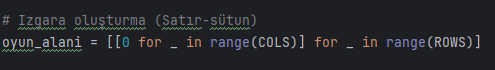 # Izgara oluşturma (Satır-sütun)
oyun_alani = [[0 for _ in range(COLS)] for _ in range(ROWS)]